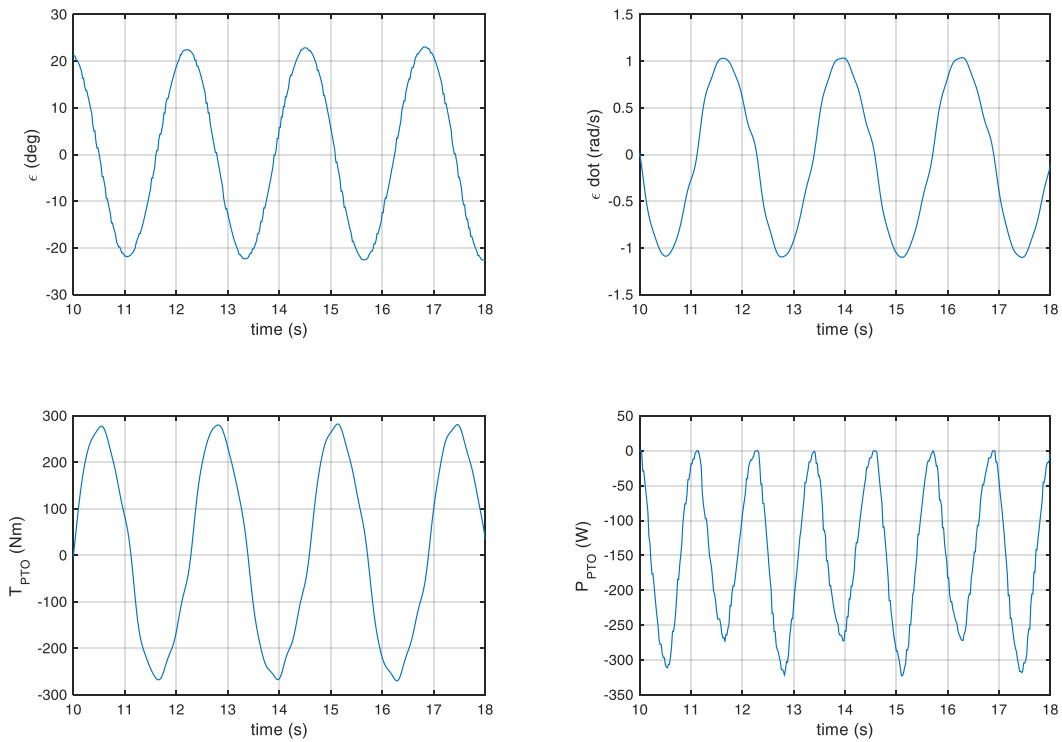 30
20
10
0
-10
-20
-30
ϵ (deg)
10 11 12 13 14 15 16 17 18
time (s)
1.5
1
0.5
0
-0.5
-1
-1.5
ϵ dot (rad/s)
10 11 12 13 14 15 16 17 18
time (s)
300
200
100
0
-100
-200
-300
T_PTO (Nm)
10 11 12 13 14 15 16 17 18
time (s)
50
0
-50
-100
-150
-200
-250
-300
-350
P_PTO (W)
10 11 12 13 14 15 16 17 18
time (s)